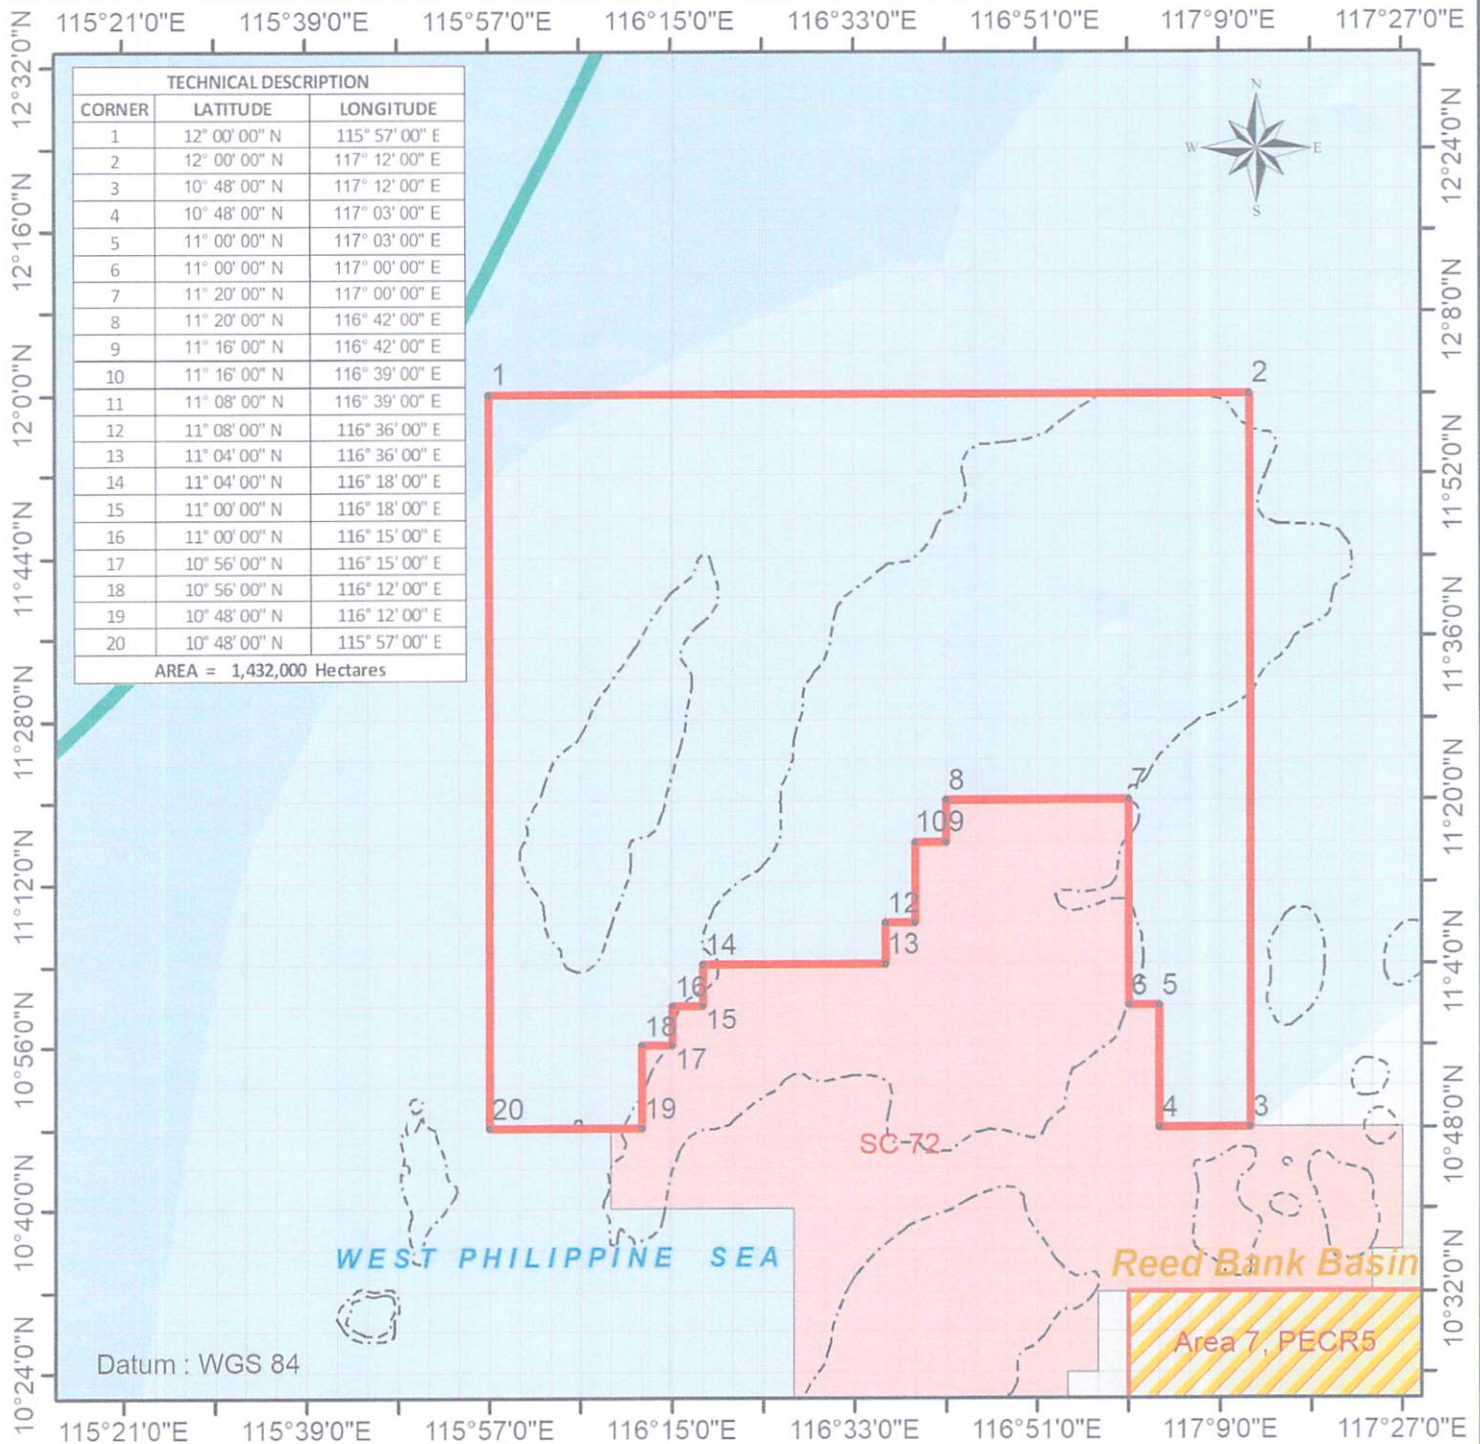 115°21'0"E 115°39'0"E 115°57'0"E 116°15'0"E 116°33'0"E 116°51'0"E 117°9'0"E 117°27'0"E
12°32'0"N
12°16'0"N
12°0'0"N
11°44'0"N
11°28'0"N
11°12'0"N
10°56'0"N
10°40'0"N
10°24'0"N
TECHNICAL DESCRIPTION
CORNER LATITUDE LONGITUDE
1 12° 00' 00" N 115° 57' 00" E
2 12° 00' 00" N 117° 12' 00" E
3 10° 48' 00" N 117° 12' 00" E
4 10° 48' 00" N 117° 03' 00" E
5 11° 00' 00" N 117° 03' 00" E
6 11° 00' 00" N 117° 00' 00" E
7 11° 20' 00" N 117° 00' 00" E
8 11° 20' 00" N 116° 42' 00" E
9 11° 16' 00" N 116° 42' 00" E
10 11° 16' 00" N 116° 39' 00" E
11 11° 08' 00" N 116° 39' 00" E
12 11° 08' 00" N 116° 36' 00" E
13 11° 04' 00" N 116° 36' 00" E
14 11° 04' 00" N 116° 18' 00" E
15 11° 00' 00" N 116° 18' 00" E
16 11° 00' 00" N 116° 15' 00" E
17 10° 56' 00" N 116° 15' 00" E
18 10° 56' 00" N 116° 12' 00" E
19 10° 48' 00" N 116° 12' 00" E
20 10° 48' 00" N 115° 57' 00" E
AREA = 1,432,000 Hectares
N
W E
S
1 2
8 7
109
12
13
14
16 6 5
15
18
17
20 19 4 3
SC-72
WEST PHILIPPINE SEA
Reed Bank Basin
Area 7, PECR5
Datum : WGS 84
12°24'0"N
12°8'0"N
11°52'0"N
11°36'0"N
11°20'0"N
11°4'0"N
10°48'0"N
10°32'0"N
115°21'0"E 115°39'0"E 115°57'0"E 116°15'0"E 116°33'0"E 116°51'0"E 117°9'0"E 117°27'0"E